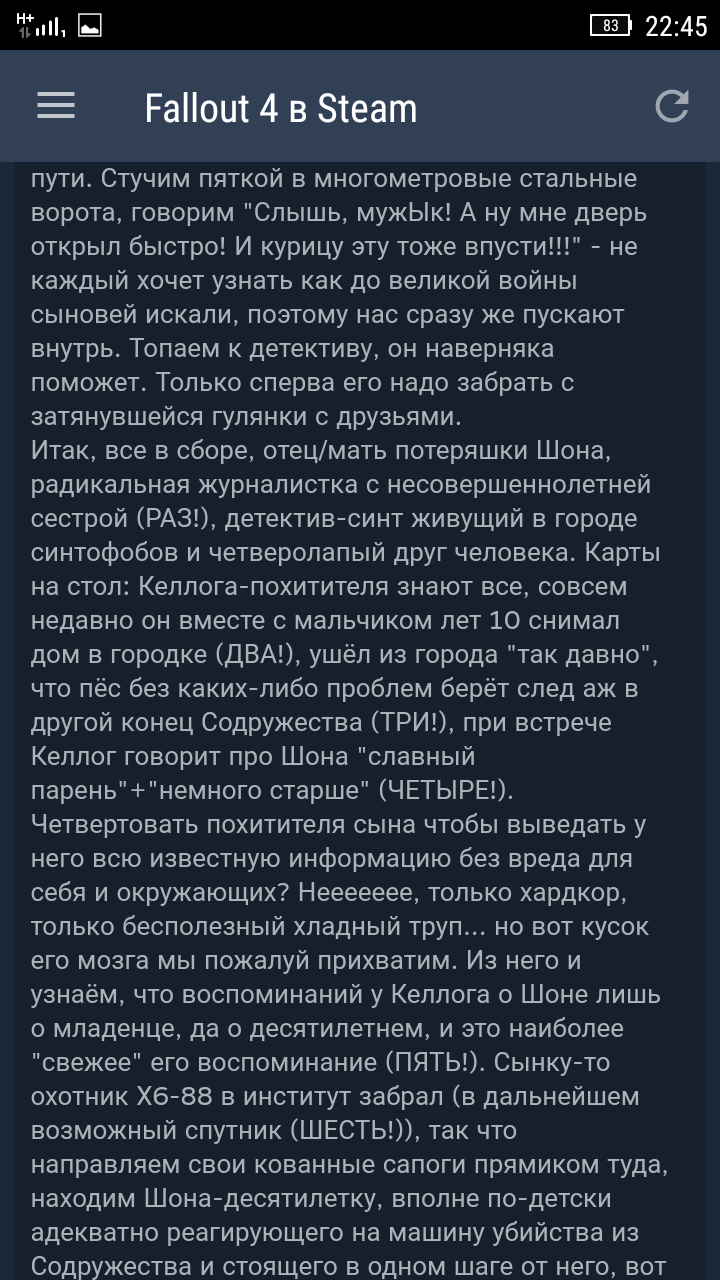 H+ 1 83 22:45
Fallout 4 в Steam
пути. Стучим пяткой в многометровые стальные
ворота, говорим "Слышь, мужЫк! А ну мне дверь
открыл быстро! И курицу эту тоже впусти!!!" - не
каждый хочет узнать как до великой войны
сыновей искали, поэтому нас сразу же пускают
внутрь. Топаем к детективу, он наверняка
поможет. Только сперва его надо забрать с
затянувшейся гулянки с друзьями.
Итак, все в сборе, отец/мать потеряшки Шона,
радикальная журналистка с несовершеннолетней
сестрой (РАЗ!), детектив-синт живущий в городе
синтофобов и четверолапый друг человека. Карты
на стол: Келлога-похитителя знают все, совсем
недавно он вместе с мальчиком лет 10 снимал
дом в городке (ДВА!), ушёл из города "так давно",
что пёс без каких-либо проблем берёт след аж в
другой конец Содружества (ТРИ!), при встрече
Келлог говорит про Шона "славный
парень"+"немного старше" (ЧЕТЫРЕ!).
Четвертовать похитителя сына чтобы выведать у
него всю известную информацию без вреда для
себя и окружающих? Неееееее, только хардкор,
только бесполезный хладный труп... но вот кусок
его мозга мы пожалуй прихватим. Из него и
узнаём, что воспоминаний у Келлога о Шоне лишь
о младенце, да о десятилетнем, и это наиболее
"свежее" его воспоминание (ПЯТЬ!). Сынку-то
охотник Х6-88 в институт забрал (в дальнейшем
возможный спутник (ШЕСТЬ!)), так что
направляем свои кованные сапоги прямиком туда,
находим Шона-десятилетку, вполне по-детски
адекватно реагирующего на машину убийства из
Содружества и стоящего в одном шаге от него, вот